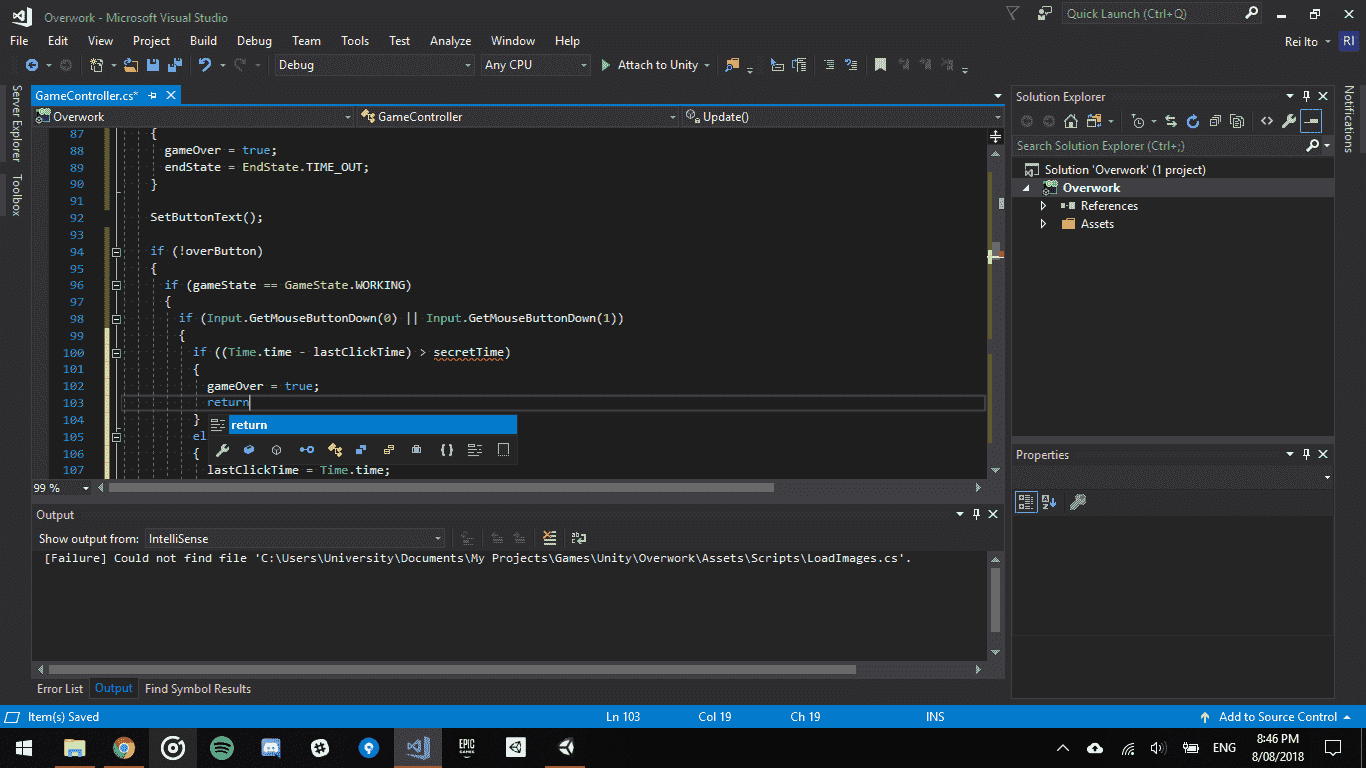 Overwork - Microsoft Visual Studio
Quick Launch (Ctrl+Q)
File Edit View Project Build Debug Team Tools Test Analyze Window Help
Rei Ito RI
Debug Any CPU Attach to Unity
Server Explorer
Toolbox
GameController.cs*
Overwork GameController Update()
87 {
88 gameOver = true;
89 endState = EndState.TIME_OUT;
90 }
91
92 SetButtonText();
93
94 if (!overButton)
95 {
96 if (gameState == GameState.WORKING)
97 {
98 if (Input.GetMouseButtonDown(0) || Input.GetMouseButtonDown(1))
99 {
100 if ((Time.time - lastClickTime) > secretTime)
101 {
102 gameOver = true;
103 return
104 }
return
105 el
106 {
107 lastClickTime = Time.time;
99 %
Output
Show output from: IntelliSense
[Failure] Could not find file 'C:\Users\University\Documents\My Projects\Games\Unity\Overwork\Assets\Scripts\LoadImages.cs'.
Error List Output Find Symbol Results
Solution Explorer
Search Solution Explorer (Ctrl+;)
Solution 'Overwork' (1 project)
Overwork
References
Assets
Properties
Notifications
Item(s) Saved Ln 103 Col 19 Ch 19 INS Add to Source Control
EPIC
GAMES
ENG
8:46 PM
8/08/2018